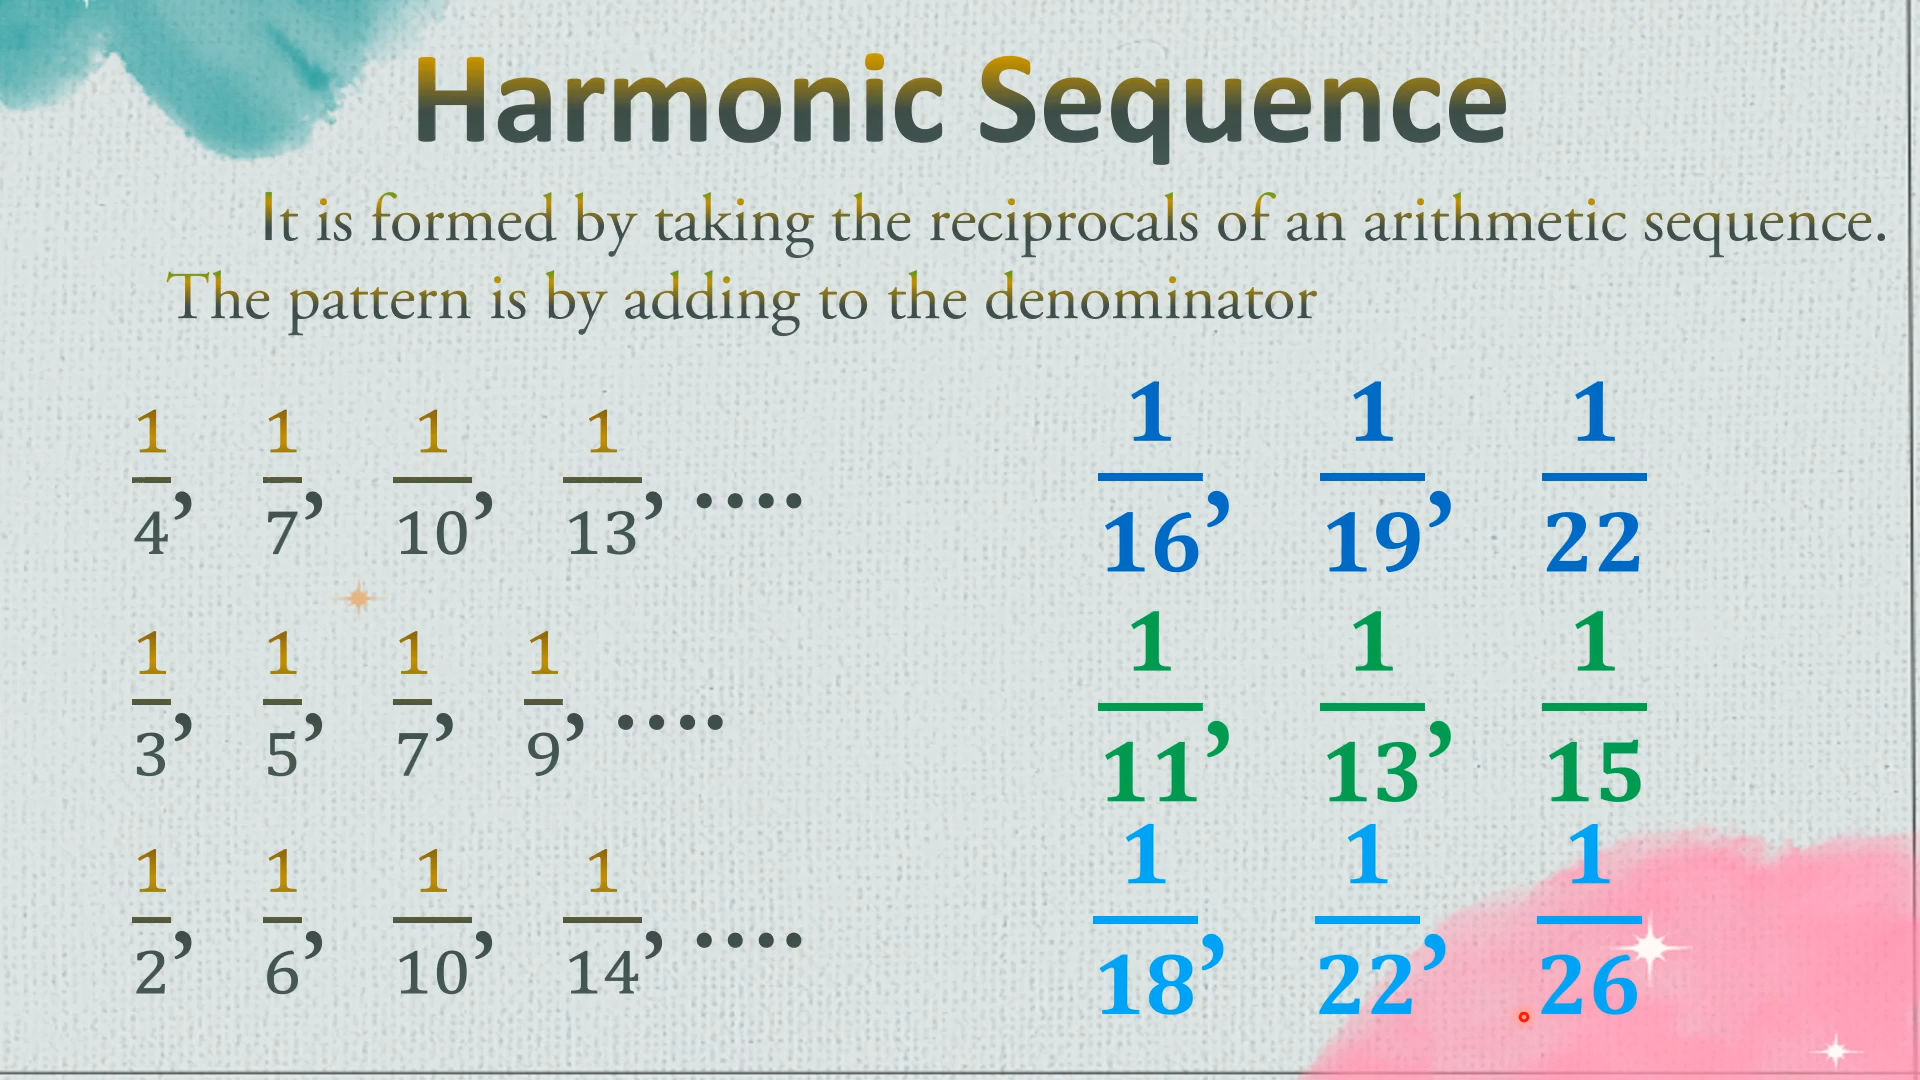 Harmonic Sequence
It is formed by taking the reciprocals of an arithmetic sequence.
The pattern is by adding to the denominator
1/4, 1/7, 1/10, 1/13, .... 1/16, 1/19, 1/22
1/3, 1/5, 1/7, 1/9, .... 1/11, 1/13, 1/15
1/2, 1/6, 1/10, 1/14, .... 1/18, 1/22, 1/26